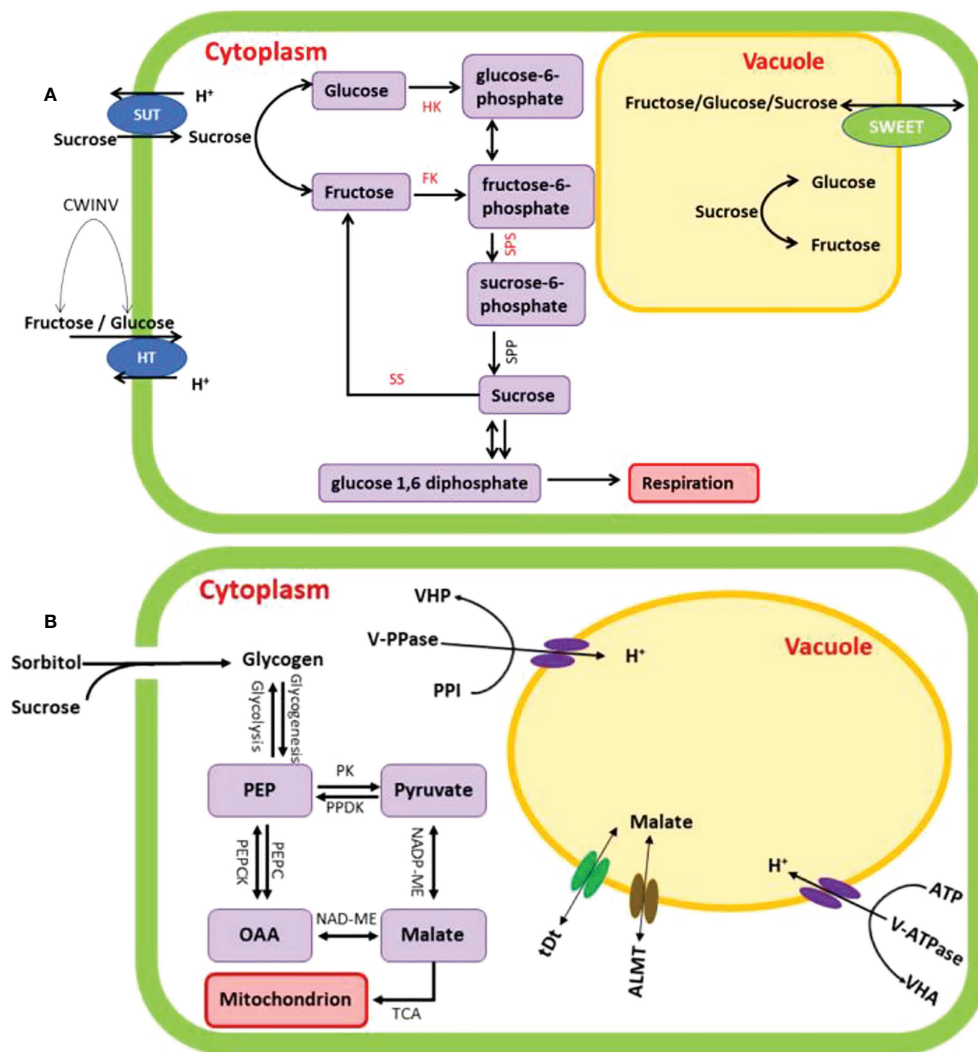 A
Cytoplasm
Vacuole
H⁺
SUT
Sucrose
Sucrose
Glucose
HK
glucose-6-
phosphate
Fructose
FK
fructose-6-
phosphate
SPS
sucrose-6-
phosphate
SPP
Sucrose
SS
glucose 1,6 diphosphate
Respiration
CWINV
Fructose / Glucose
HT
H⁺
Fructose/Glucose/Sucrose
SWEET
Sucrose
Glucose
Fructose
B
Cytoplasm
Vacuole
Sorbitol
Sucrose
Glycogen
Glycolysis
Glycogenesis
PEP
PK
PPDK
Pyruvate
PEPCK
PEPC
NADP-ME
OAA
NAD-ME
Malate
Mitochondrion
TCA
VHP
V-PPase
PPI
H⁺
Malate
tDt
ALMT
H⁺
ATP
V-ATPase
VHA